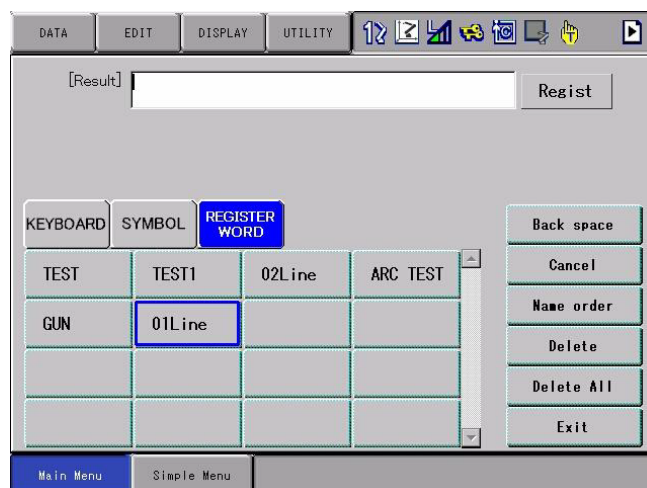 DATA EDIT DISPLAY UTILITY
[Result] Regist
KEYBOARD SYMBOL REGISTER WORD
Back space
TEST TEST1 02Line ARC TEST
Cancel
Name order
GUN 01Line
Delete
Delete All
Exit
Main Menu Simple Menu